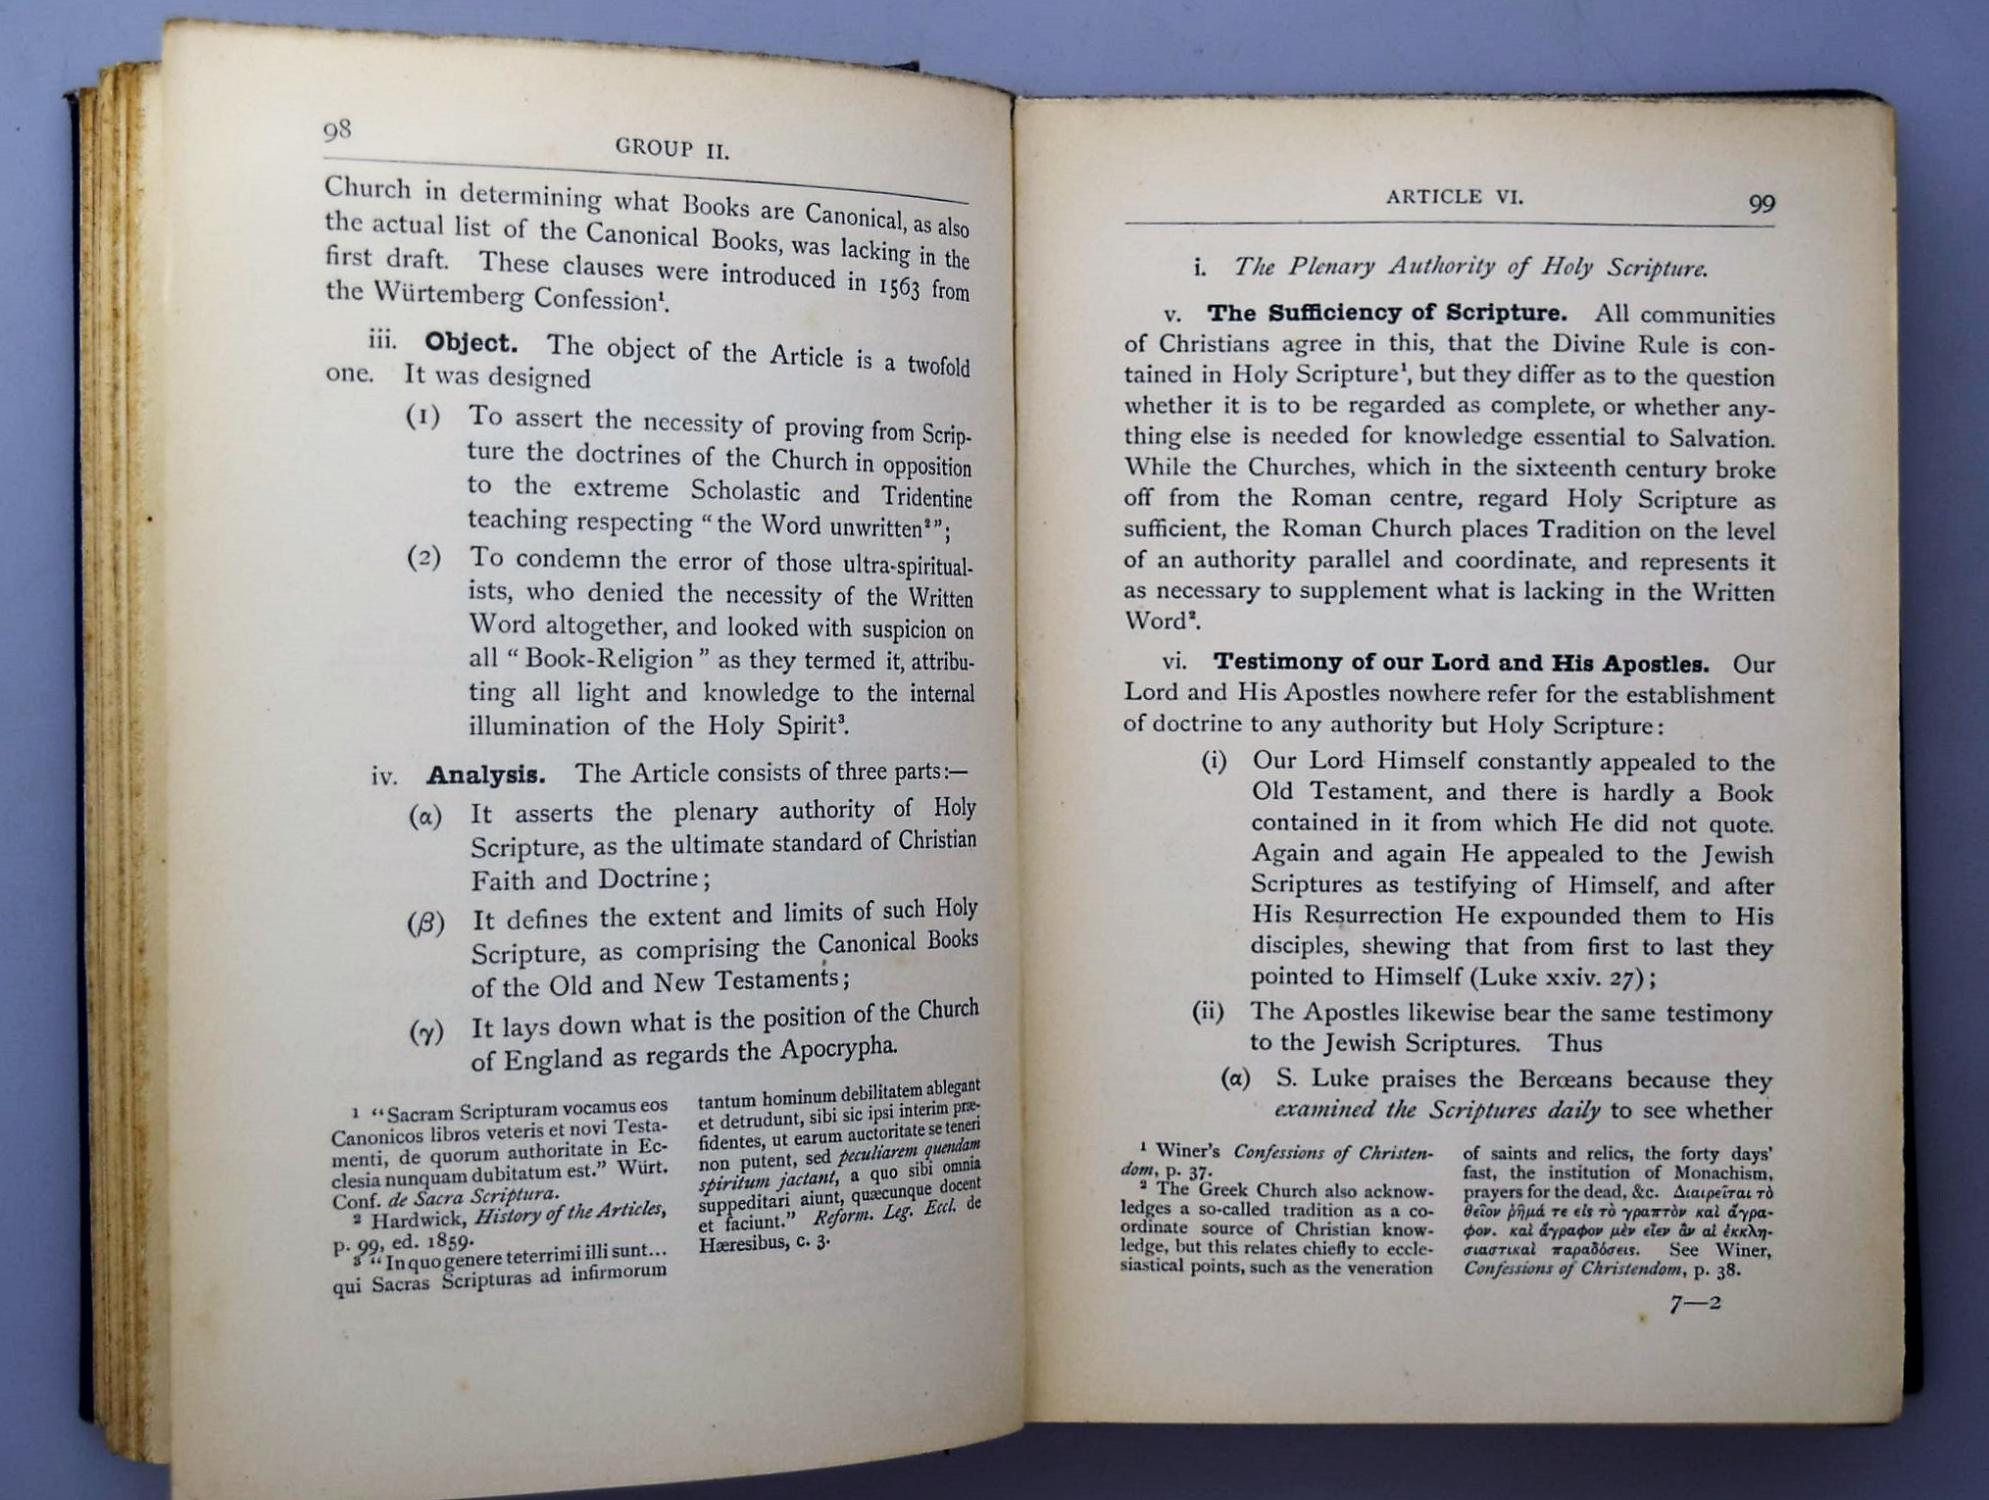 98
GROUP II.
Church in determining what Books are Canonical, as also
the actual list of the Canonical Books, was lacking in the
first draft. These clauses were introduced in 1563 from
the Würtemberg Confession¹.
iii. Object. The object of the Article is a twofold
one. It was designed
(1) To assert the necessity of proving from Scrip-
ture the doctrines of the Church in opposition
to the extreme Scholastic and Tridentine
teaching respecting “the Word unwritten²”;
(2) To condemn the error of those ultra-spiritual-
ists, who denied the necessity of the Written
Word altogether, and looked with suspicion on
all “Book-Religion” as they termed it, attribu-
ting all light and knowledge to the internal
illumination of the Holy Spirit³.
iv. Analysis. The Article consists of three parts:—
(α) It asserts the plenary authority of Holy
Scripture, as the ultimate standard of Christian
Faith and Doctrine;
(β) It defines the extent and limits of such Holy
Scripture, as comprising the Canonical Books
of the Old and New Testaments;
(γ) It lays down what is the position of the Church
of England as regards the Apocrypha.
¹ “Sacram Scripturam vocamus eos
Canonicos libros veteris et novi Testa-
menti, de quorum authoritate in Ec-
clesia nunquam dubitatum est.” Würt.
Conf. de Sacra Scriptura.
² Hardwick, History of the Articles,
p. 99, ed. 1859.
³ “In quo genere teterrimi illi sunt...
qui Sacras Scripturas ad infirmorum
tantum hominum debilitatem ablegant
et detrudunt, sibi sic ipsi interim præ-
fidentes, ut earum auctoritate se teneri
non putent, sed peculiarem quendam
spiritum jactant, a quo sibi omnia
suppeditari aiunt, quæcunque docent
et faciunt.” Reform. Leg. Eccl. de
Hæresibus, c. 3.
ARTICLE VI.
99
i. The Plenary Authority of Holy Scripture.
v. The Sufficiency of Scripture. All communities
of Christians agree in this, that the Divine Rule is con-
tained in Holy Scripture¹, but they differ as to the question
whether it is to be regarded as complete, or whether any-
thing else is needed for knowledge essential to Salvation.
While the Churches, which in the sixteenth century broke
off from the Roman centre, regard Holy Scripture as
sufficient, the Roman Church places Tradition on the level
of an authority parallel and coordinate, and represents it
as necessary to supplement what is lacking in the Written
Word².
vi. Testimony of our Lord and His Apostles. Our
Lord and His Apostles nowhere refer for the establishment
of doctrine to any authority but Holy Scripture:
(i) Our Lord Himself constantly appealed to the
Old Testament, and there is hardly a Book
contained in it from which He did not quote.
Again and again He appealed to the Jewish
Scriptures as testifying of Himself, and after
His Resurrection He expounded them to His
disciples, shewing that from first to last they
pointed to Himself (Luke xxiv. 27);
(ii) The Apostles likewise bear the same testimony
to the Jewish Scriptures. Thus
(α) S. Luke praises the Berœans because they
examined the Scriptures daily to see whether
¹ Winer's Confessions of Christen-
dom, p. 37.
² The Greek Church also acknow-
ledges a so-called tradition as a co-
ordinate source of Christian know-
ledge, but this relates chiefly to eccle-
siastical points, such as the veneration
of saints and relics, the forty days'
fast, the institution of Monachism,
prayers for the dead, &c. Διαιρεῖται τὸ
θεῖον ῥῆμά τε εἰς τὸ γραπτὸν καὶ ἄγρα-
φον. καὶ ἄγραφον μὲν εἶεν ἂν αἱ ἐκκλη-
σιαστικαὶ παραδόσεις. See Winer,
Confessions of Christendom, p. 38.
7—2